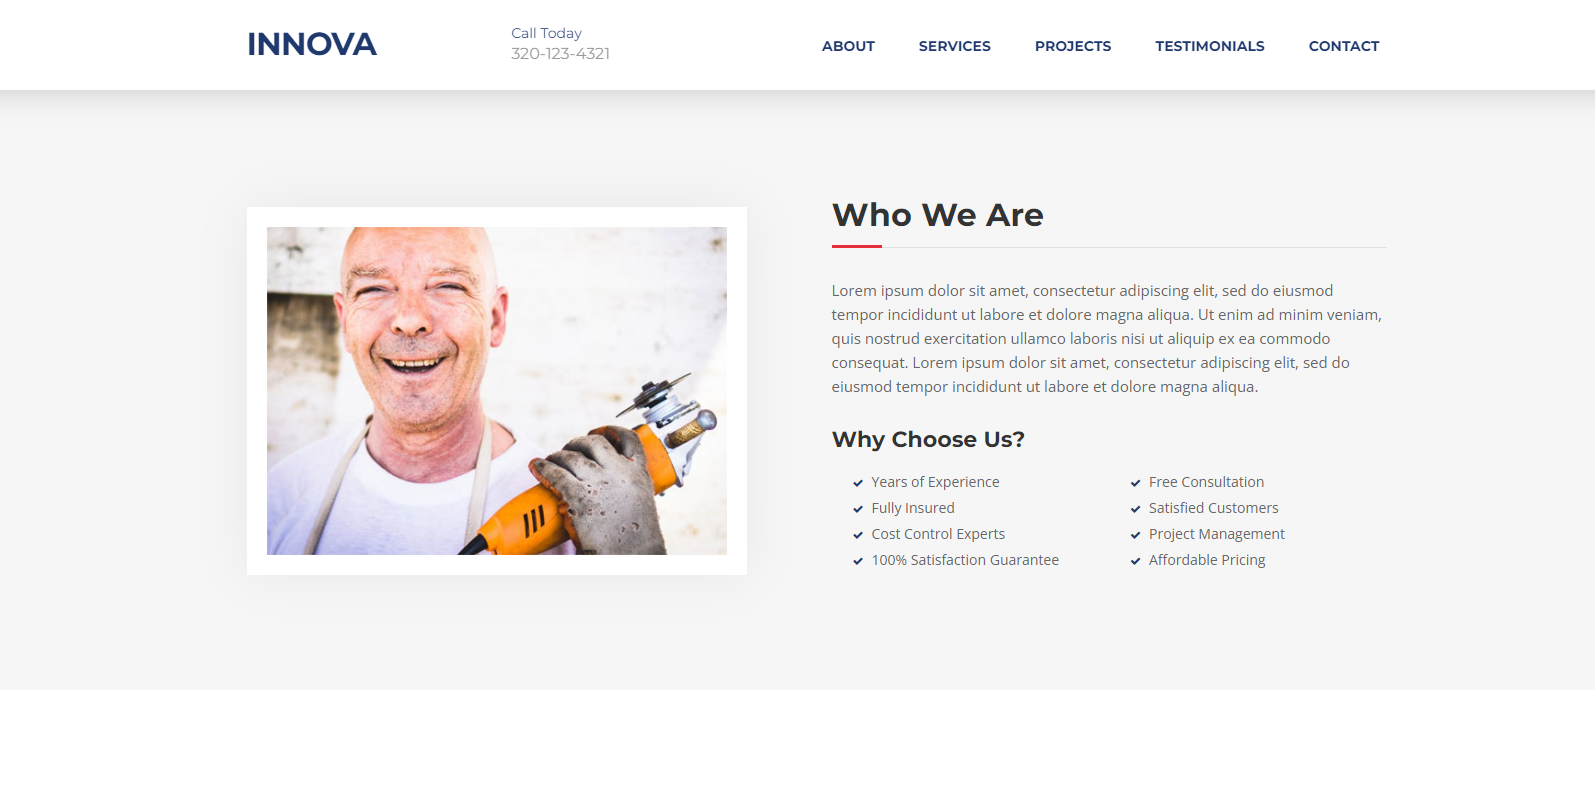 INNOVA
Call Today
320-123-4321
ABOUT
SERVICES
PROJECTS
TESTIMONIALS
CONTACT
Who We Are
Lorem ipsum dolor sit amet, consectetur adipiscing elit, sed do eiusmod
tempor incididunt ut labore et dolore magna aliqua. Ut enim ad minim veniam,
quis nostrud exercitation ullamco laboris nisi ut aliquip ex ea commodo
consequat. Lorem ipsum dolor sit amet, consectetur adipiscing elit, sed do
eiusmod tempor incididunt ut labore et dolore magna aliqua.
Why Choose Us?
Years of Experience
Fully Insured
Cost Control Experts
100% Satisfaction Guarantee
Free Consultation
Satisfied Customers
Project Management
Affordable Pricing